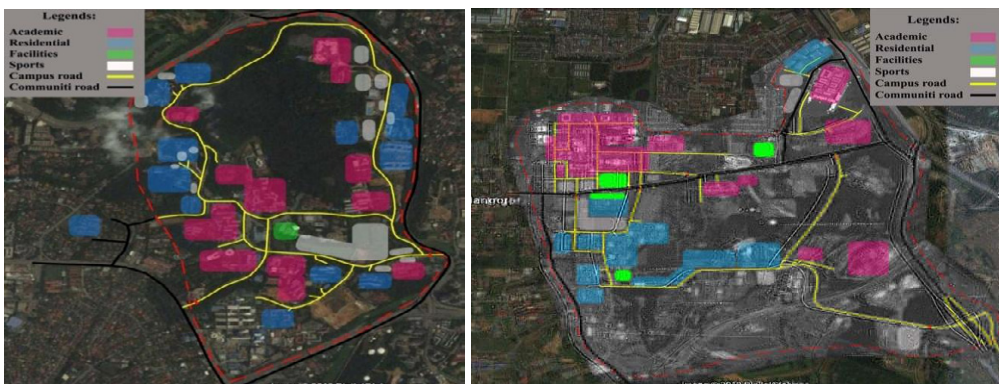 Legends:
Academic
Residential
Facilities
Sports
Campus road
Communiti road
Legends:
Academic
Residential
Facilities
Sports
Campus road
Communiti road